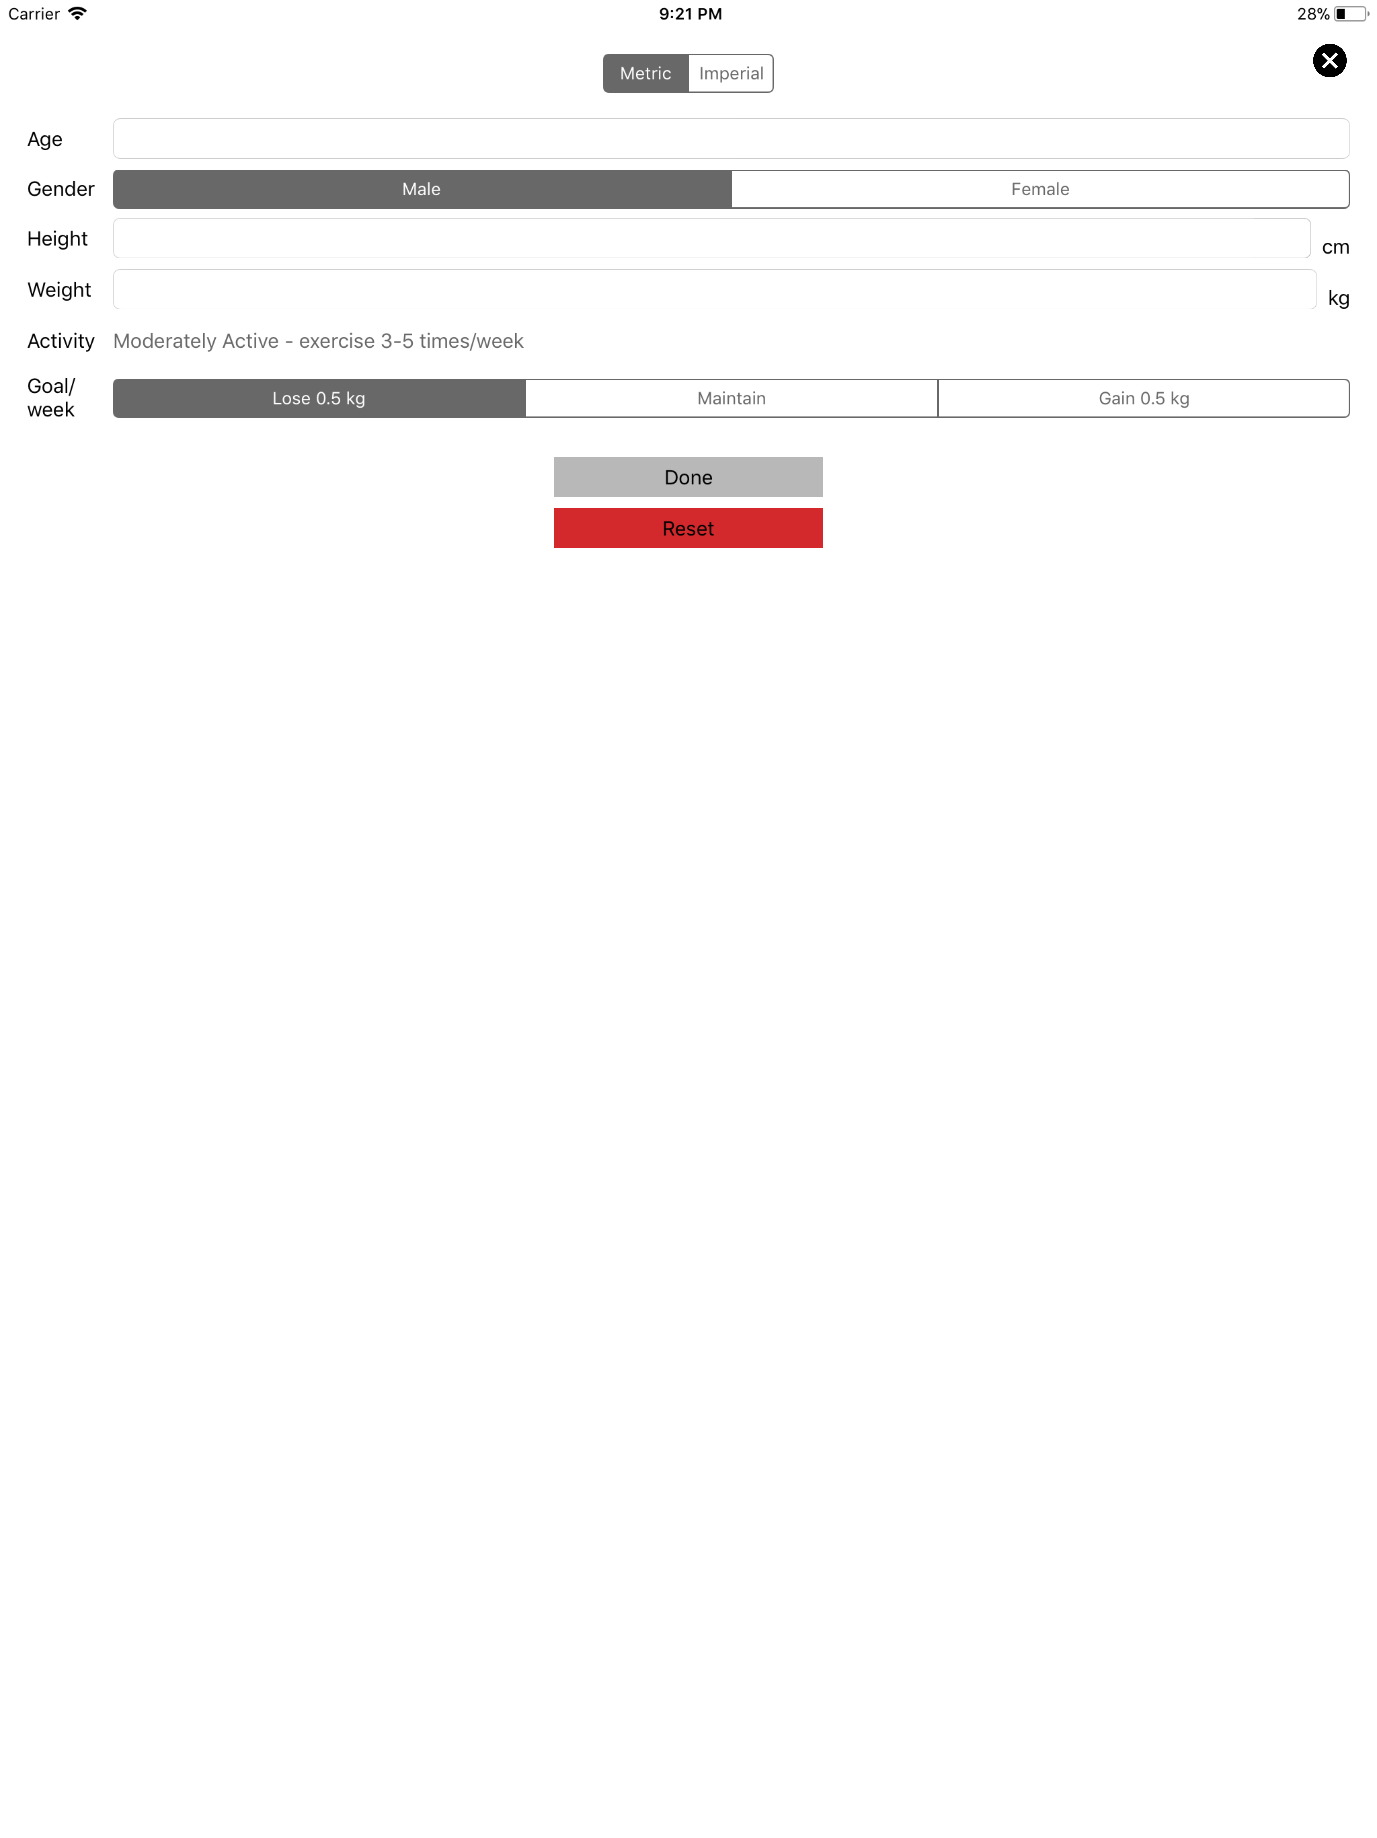 Carrier 9:21 PM 28%
Metric Imperial
Age
Gender Male Female
Height cm
Weight kg
Activity Moderately Active - exercise 3-5 times/week
Goal/
week Lose 0.5 kg Maintain Gain 0.5 kg
Done
Reset